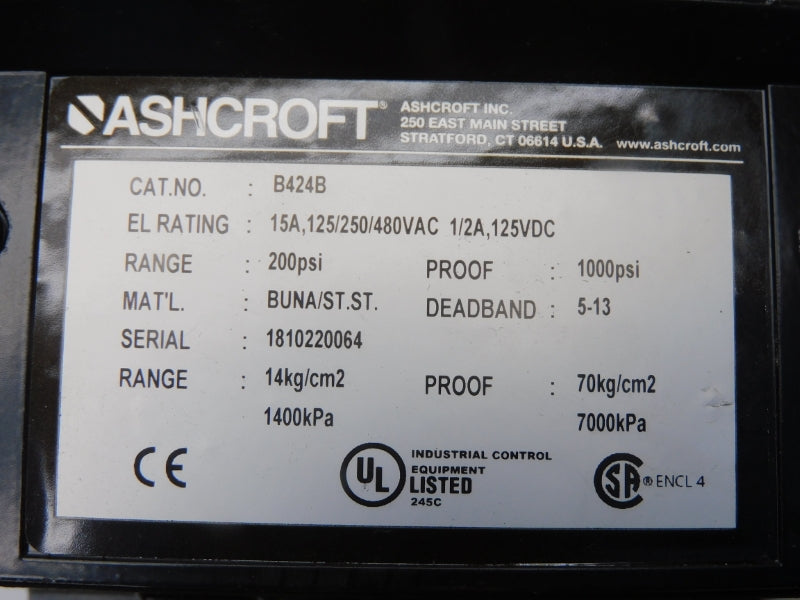 ASHCROFT® ASHCROFT INC.
250 EAST MAIN STREET
STRATFORD, CT 06614 U.S.A. www.ashcroft.com
CAT.NO. : B424B
EL RATING : 15A,125/250/480VAC 1/2A,125VDC
RANGE : 200psi PROOF : 1000psi
MAT'L. : BUNA/ST.ST. DEADBAND : 5-13
SERIAL : 1810220064
RANGE : 14kg/cm2 PROOF : 70kg/cm2
1400kPa 7000kPa
CE
UL
INDUSTRIAL CONTROL
EQUIPMENT
LISTED
245C
SA ® ENCL 4